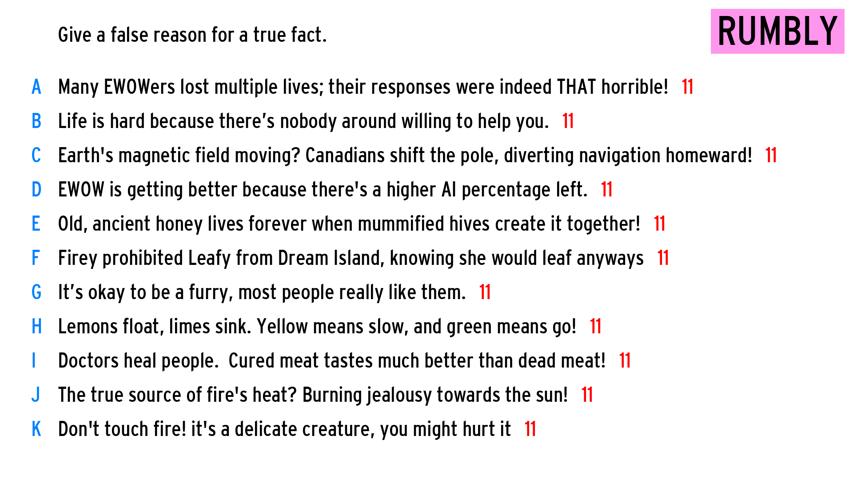 Give a false reason for a true fact.
RUMBLY
A Many EWOWers lost multiple lives; their responses were indeed THAT horrible! 11
B Life is hard because there’s nobody around willing to help you. 11
C Earth's magnetic field moving? Canadians shift the pole, diverting navigation homeward! 11
D EWOW is getting better because there's a higher AI percentage left. 11
E Old, ancient honey lives forever when mummified hives create it together! 11
F Firey prohibited Leafy from Dream Island, knowing she would leaf anyways 11
G It’s okay to be a furry, most people really like them. 11
H Lemons float, limes sink. Yellow means slow, and green means go! 11
I Doctors heal people.  Cured meat tastes much better than dead meat! 11
J The true source of fire's heat? Burning jealousy towards the sun! 11
K Don't touch fire! it's a delicate creature, you might hurt it 11